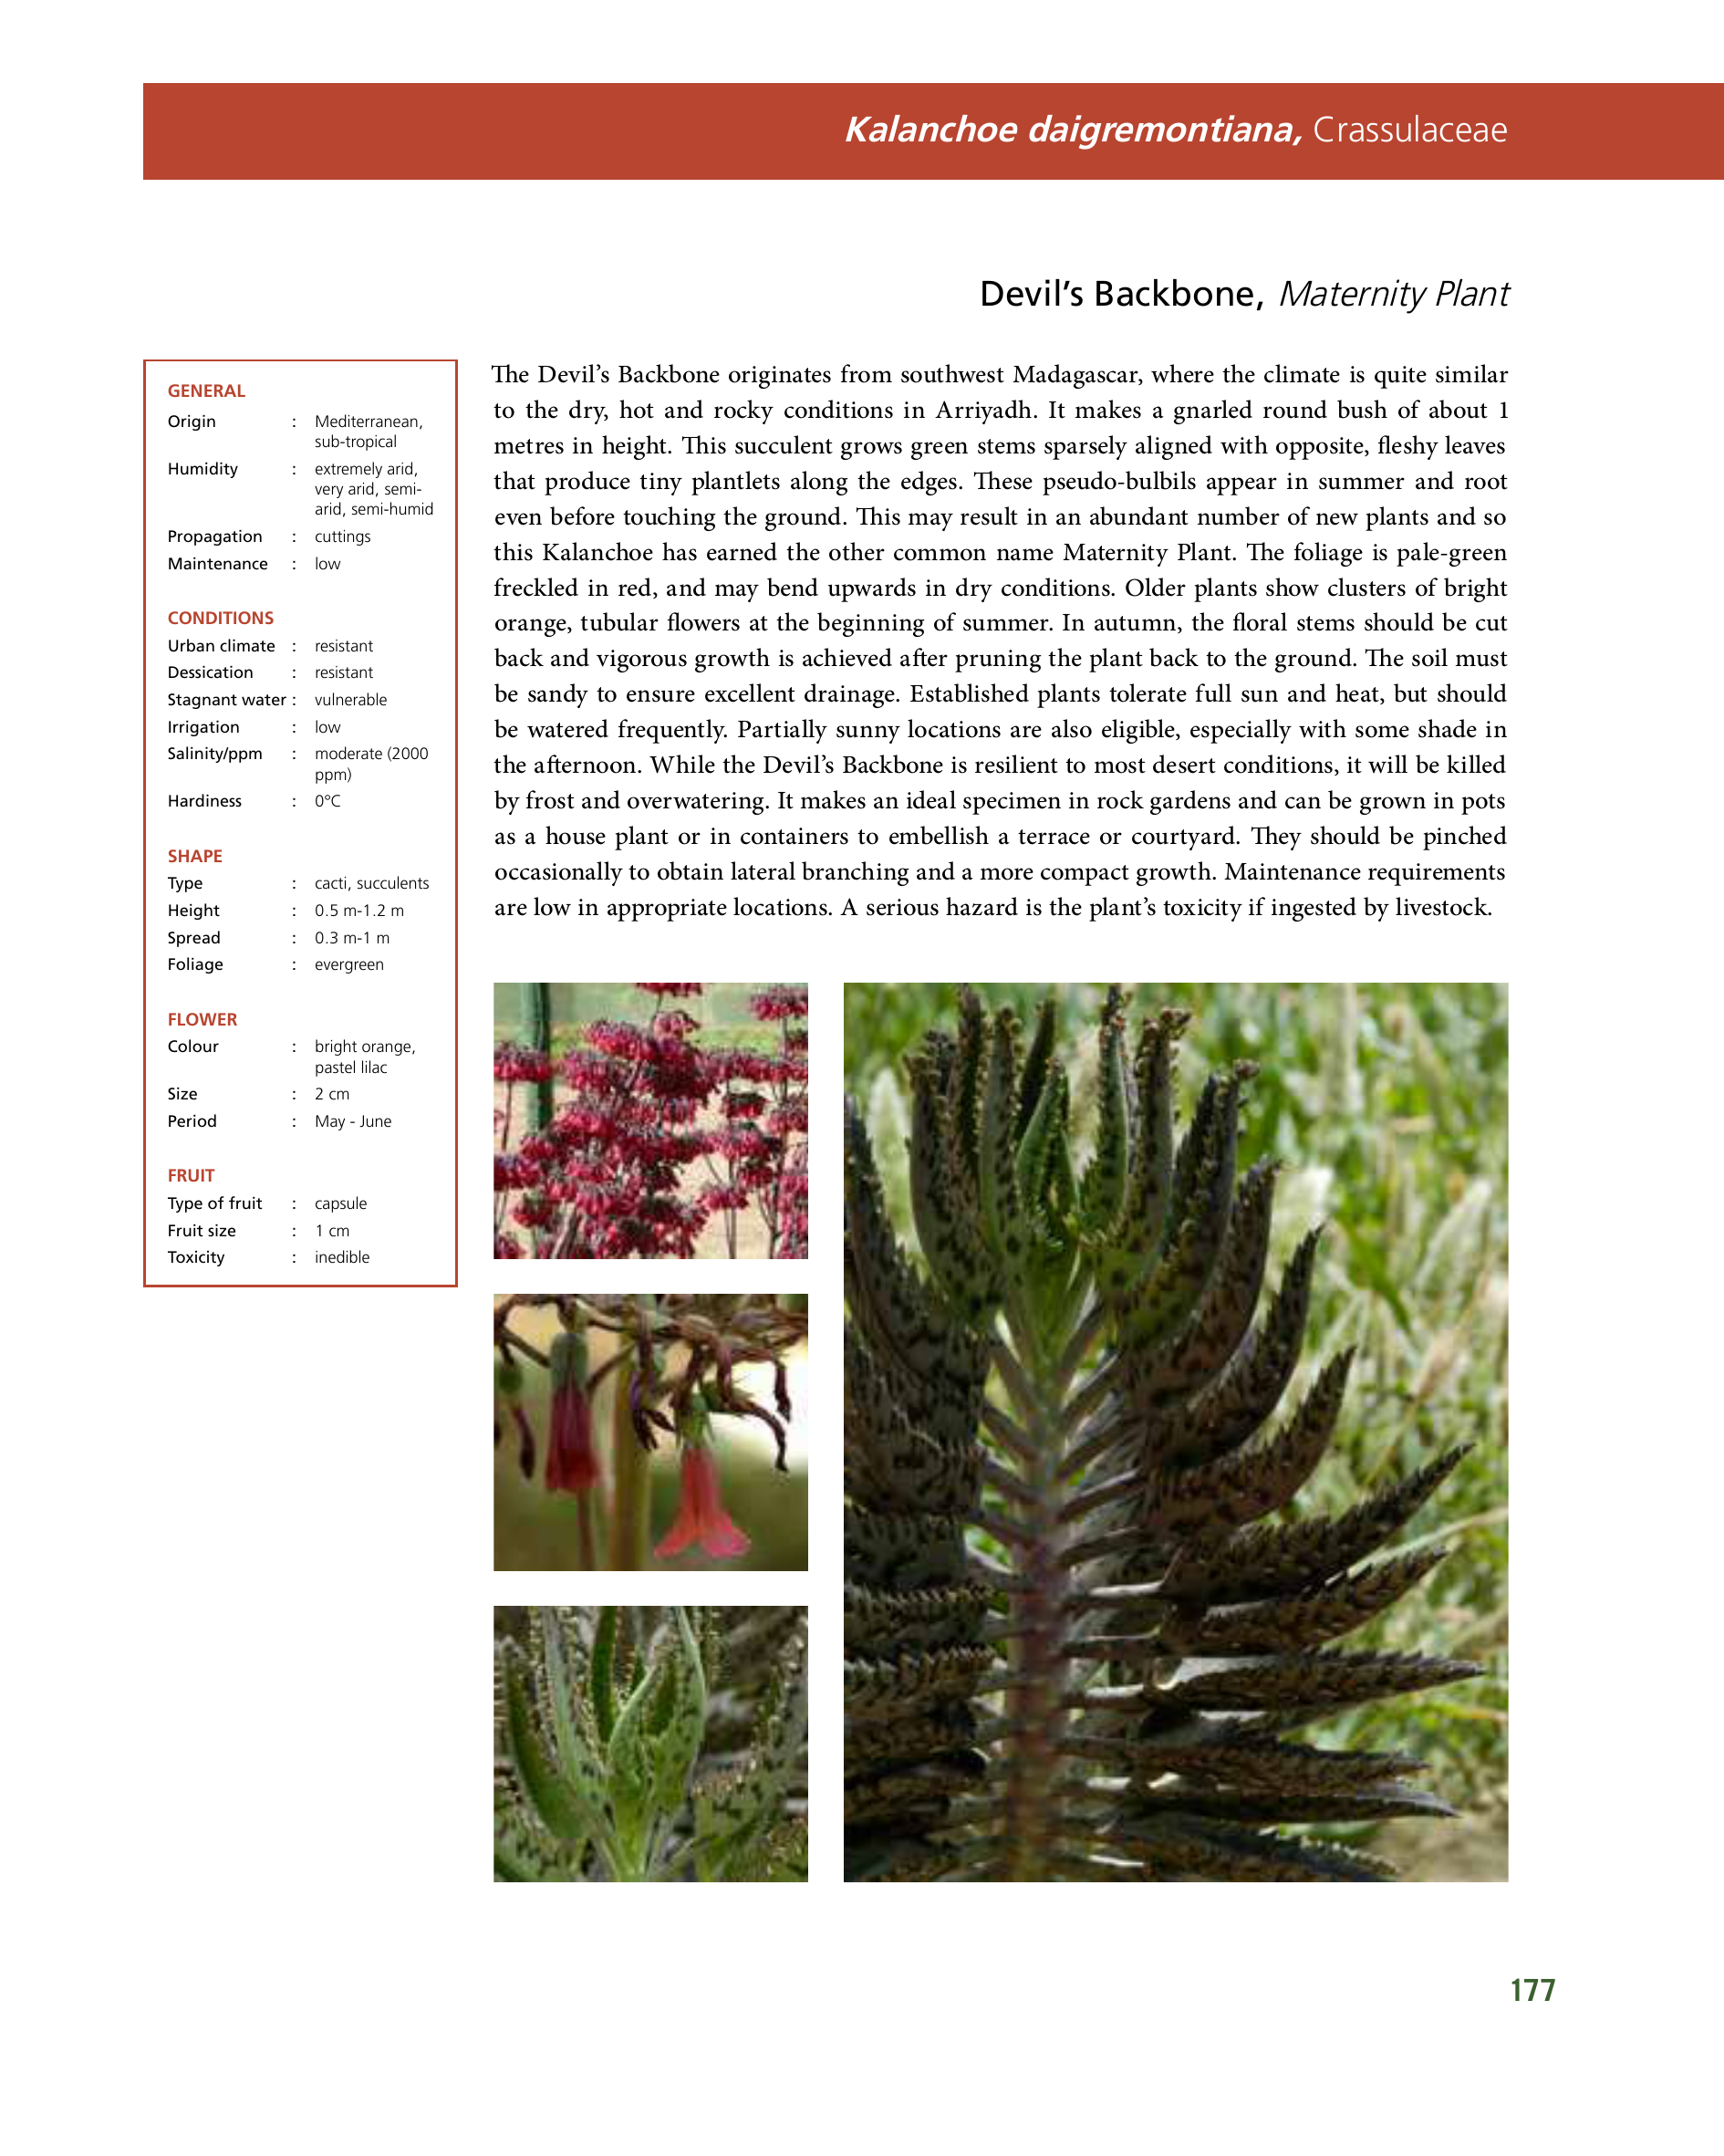 Kalanchoe daigremontiana, Crassulaceae
Devil’s Backbone, Maternity Plant
GENERAL
Origin : Mediterranean,
sub-tropical
Humidity : extremely arid,
very arid, semi-
arid, semi-humid
Propagation : cuttings
Maintenance : low
CONDITIONS
Urban climate : resistant
Dessication : resistant
Stagnant water : vulnerable
Irrigation : low
Salinity/ppm : moderate (2000
ppm)
Hardiness : 0°C
SHAPE
Type : cacti, succulents
Height : 0.5 m-1.2 m
Spread : 0.3 m-1 m
Foliage : evergreen
FLOWER
Colour : bright orange,
pastel lilac
Size : 2 cm
Period : May - June
FRUIT
Type of fruit : capsule
Fruit size : 1 cm
Toxicity : inedible
The Devil’s Backbone originates from southwest Madagascar, where the climate is quite similar
to the dry, hot and rocky conditions in Arriyadh. It makes a gnarled round bush of about 1
metres in height. This succulent grows green stems sparsely aligned with opposite, fleshy leaves
that produce tiny plantlets along the edges. These pseudo-bulbils appear in summer and root
even before touching the ground. This may result in an abundant number of new plants and so
this Kalanchoe has earned the other common name Maternity Plant. The foliage is pale-green
freckled in red, and may bend upwards in dry conditions. Older plants show clusters of bright
orange, tubular flowers at the beginning of summer. In autumn, the floral stems should be cut
back and vigorous growth is achieved after pruning the plant back to the ground. The soil must
be sandy to ensure excellent drainage. Established plants tolerate full sun and heat, but should
be watered frequently. Partially sunny locations are also eligible, especially with some shade in
the afternoon. While the Devil’s Backbone is resilient to most desert conditions, it will be killed
by frost and overwatering. It makes an ideal specimen in rock gardens and can be grown in pots
as a house plant or in containers to embellish a terrace or courtyard. They should be pinched
occasionally to obtain lateral branching and a more compact growth. Maintenance requirements
are low in appropriate locations. A serious hazard is the plant’s toxicity if ingested by livestock.
177